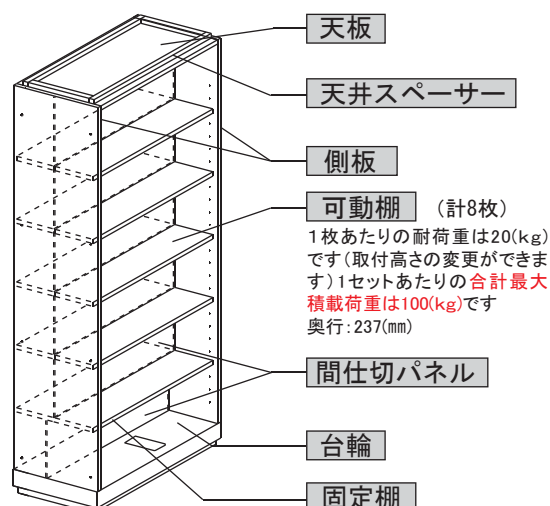 天板
天井スペーサー
側板
可動棚 (計8枚)
1枚あたりの耐荷重は20(kg)
です(取付高さの変更ができま
す)1セットあたりの合計最大
積載荷重は100(kg)です
奥行:237(mm)
間仕切パネル
台輪
固定棚